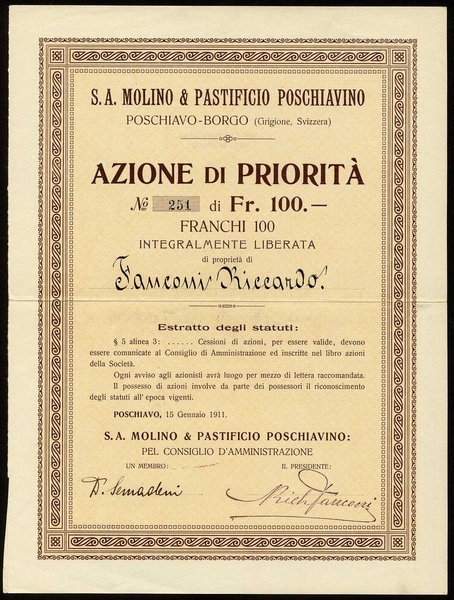 S.A. MOLINO & PASTIFICIO POSCHIAVINO
POSCHIAVO-BORGO (Grigione, Svizzera)
AZIONE DI PRIORITÀ
No 251 di Fr. 100.—
FRANCHI 100
INTEGRALMENTE LIBERATA
di proprietà di
Fanconi Riccardo.
Estratto degli statuti:
§ 5 alinea 3: ...... Cessioni di azioni, per essere valide, devono
essere comunicate al Consiglio di Amministrazione ed inscritte nel libro azioni
della Società.
Ogni avviso agli azionisti avrà luogo per mezzo di lettera raccomandata.
Il possesso di azioni involve da parte dei possessori il riconoscimento
degli statuti all'epoca vigenti.
POSCHIAVO, 15 Gennaio 1911.
S.A. MOLINO & PASTIFICIO POSCHIAVINO:
PEL CONSIGLIO D'AMMINISTRAZIONE
UN MEMBRO: IL PRESIDENTE:
Semadeni Fanconi